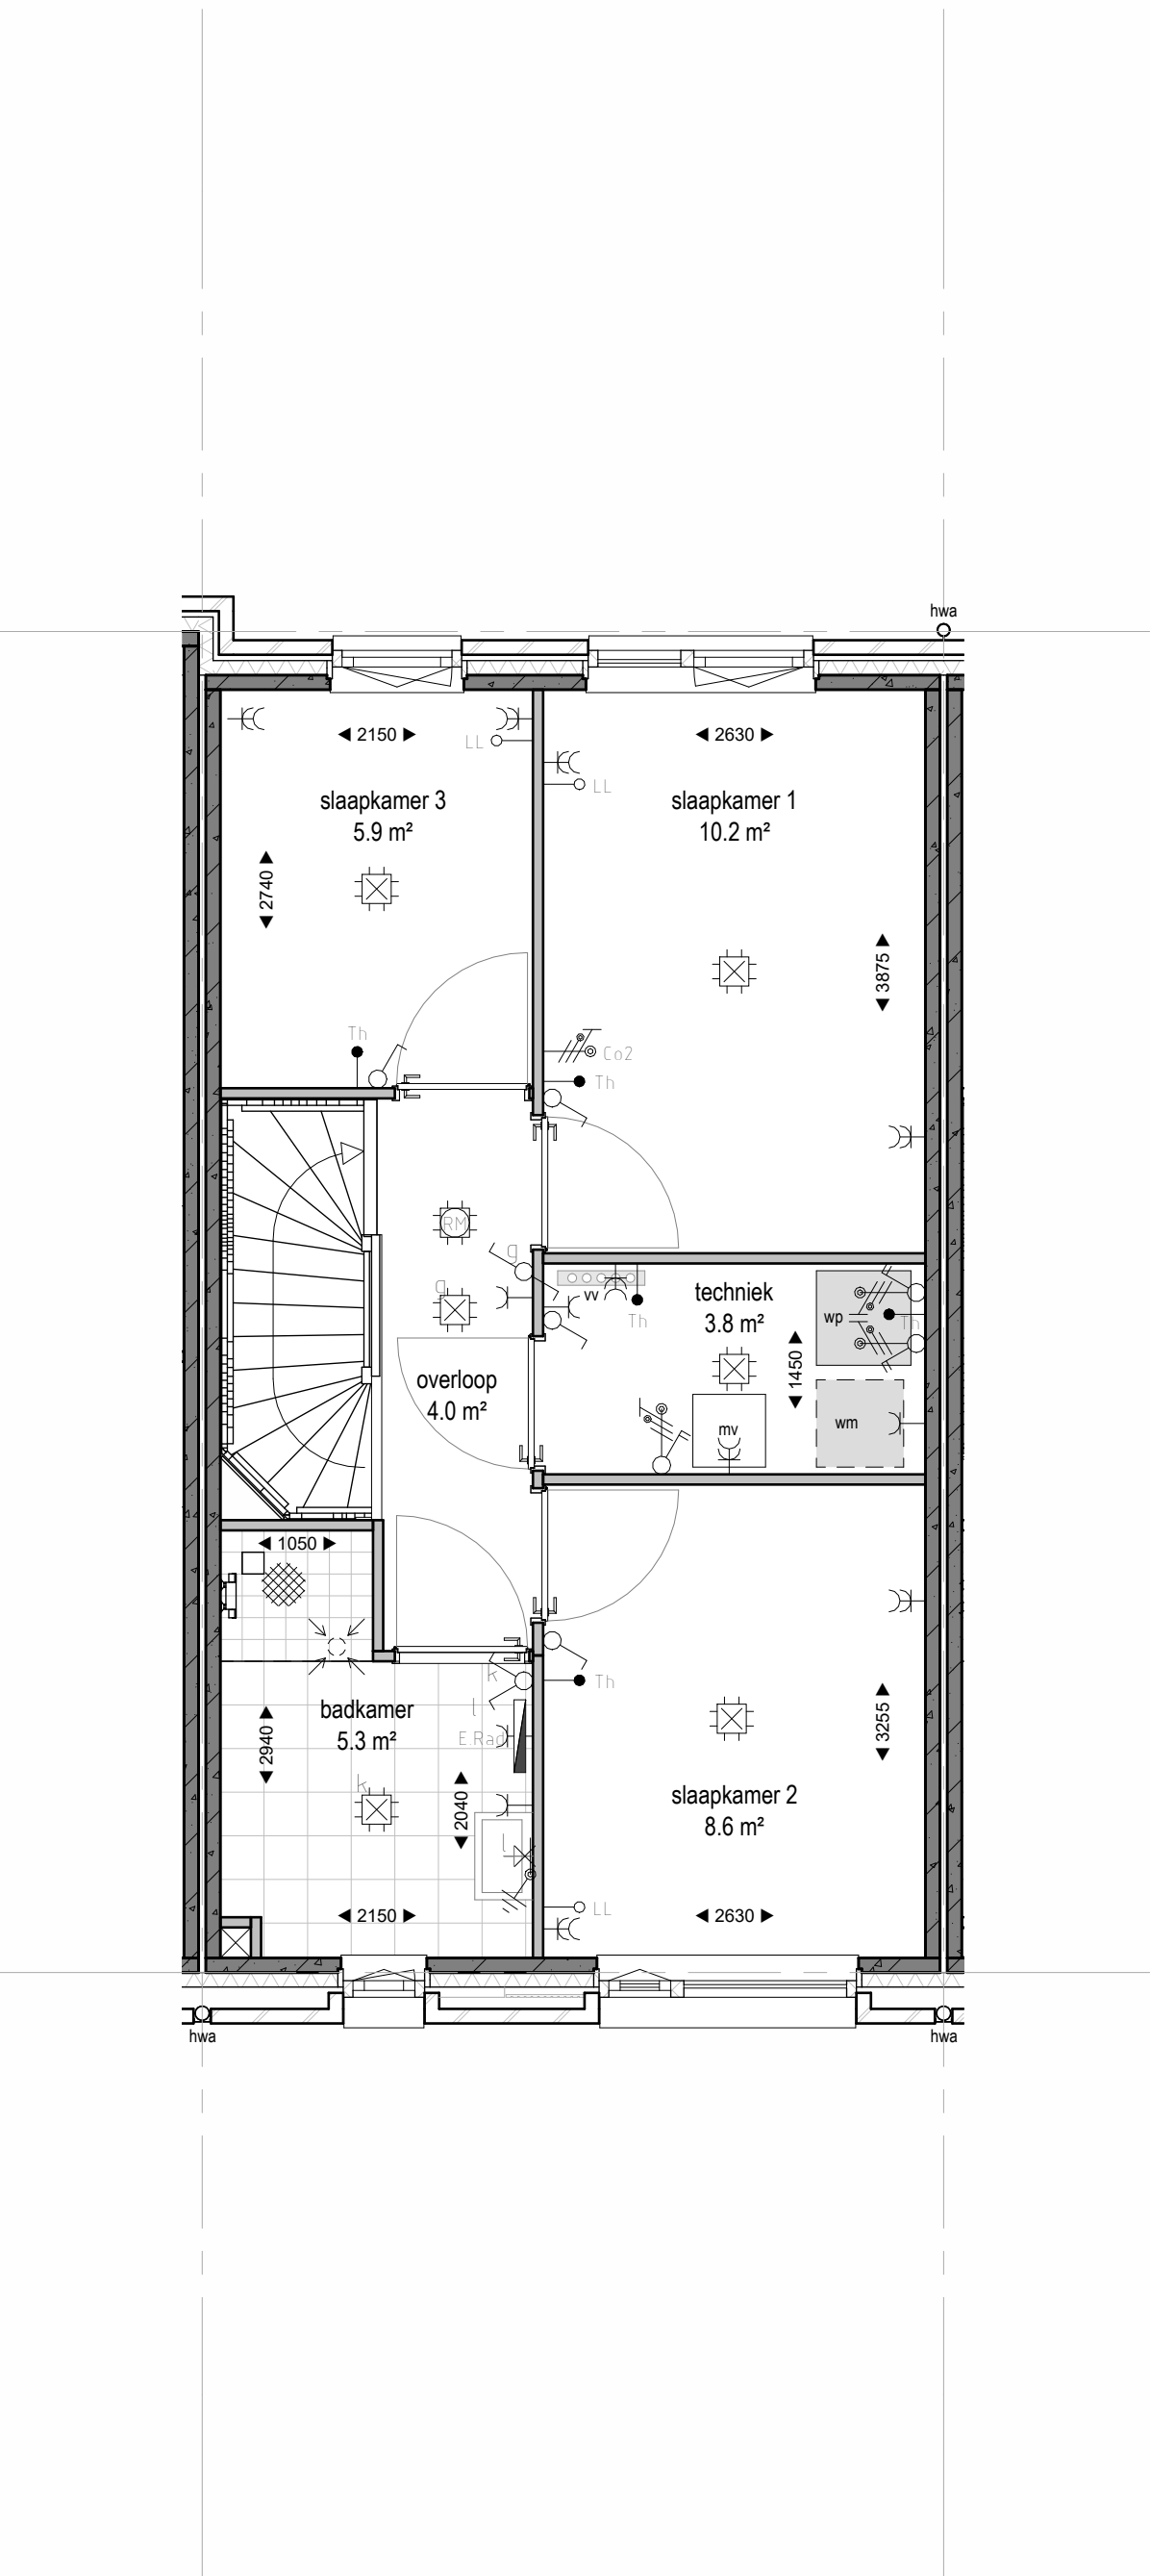 hwa
2150
2630
LL
LL
slaapkamer 3
5.9 m²
slaapkamer 1
10.2 m²
2740
3875
Th
Co2
Th
RM
g
g
vv
Th
techniek
3.8 m²
wp
Th
1450
overloop
4.0 m²
mv
wm
1050
k
Th
l
badkamer
5.3 m²
E.Rad
2940
3255
k
2040
slaapkamer 2
8.6 m²
l
LL
2150
2630
hwa
hwa